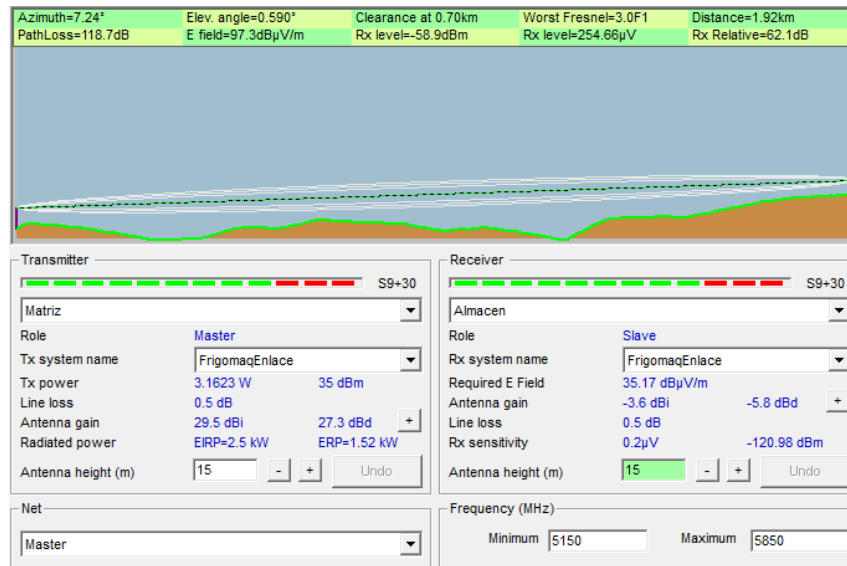 Azimuth=7.24° Elev. angle=0.590° Clearance at 0.70km Worst Fresnel=3.0F1 Distance=1.92km
PathLoss=118.7dB E field=97.3dBµV/m Rx level=-58.9dBm Rx level=254.66µV Rx Relative=62.1dB
Transmitter
S9+30
Matriz
Role Master
Tx system name FrigomaqEnlace
Tx power 3.1623 W 35 dBm
Line loss 0.5 dB
Antenna gain 29.5 dBi 27.3 dBd +
Radiated power EIRP=2.5 kW ERP=1.52 kW
Antenna height (m) 15 - + Undo
Net
Master
Receiver
S9+30
Almacen
Role Slave
Rx system name FrigomaqEnlace
Required E Field 35.17 dBµV/m
Antenna gain -3.6 dBi -5.8 dBd +
Line loss 0.5 dB
Rx sensitivity 0.2µV -120.98 dBm
Antenna height (m) 15 - + Undo
Frequency (MHz)
Minimum 5150 Maximum 5850